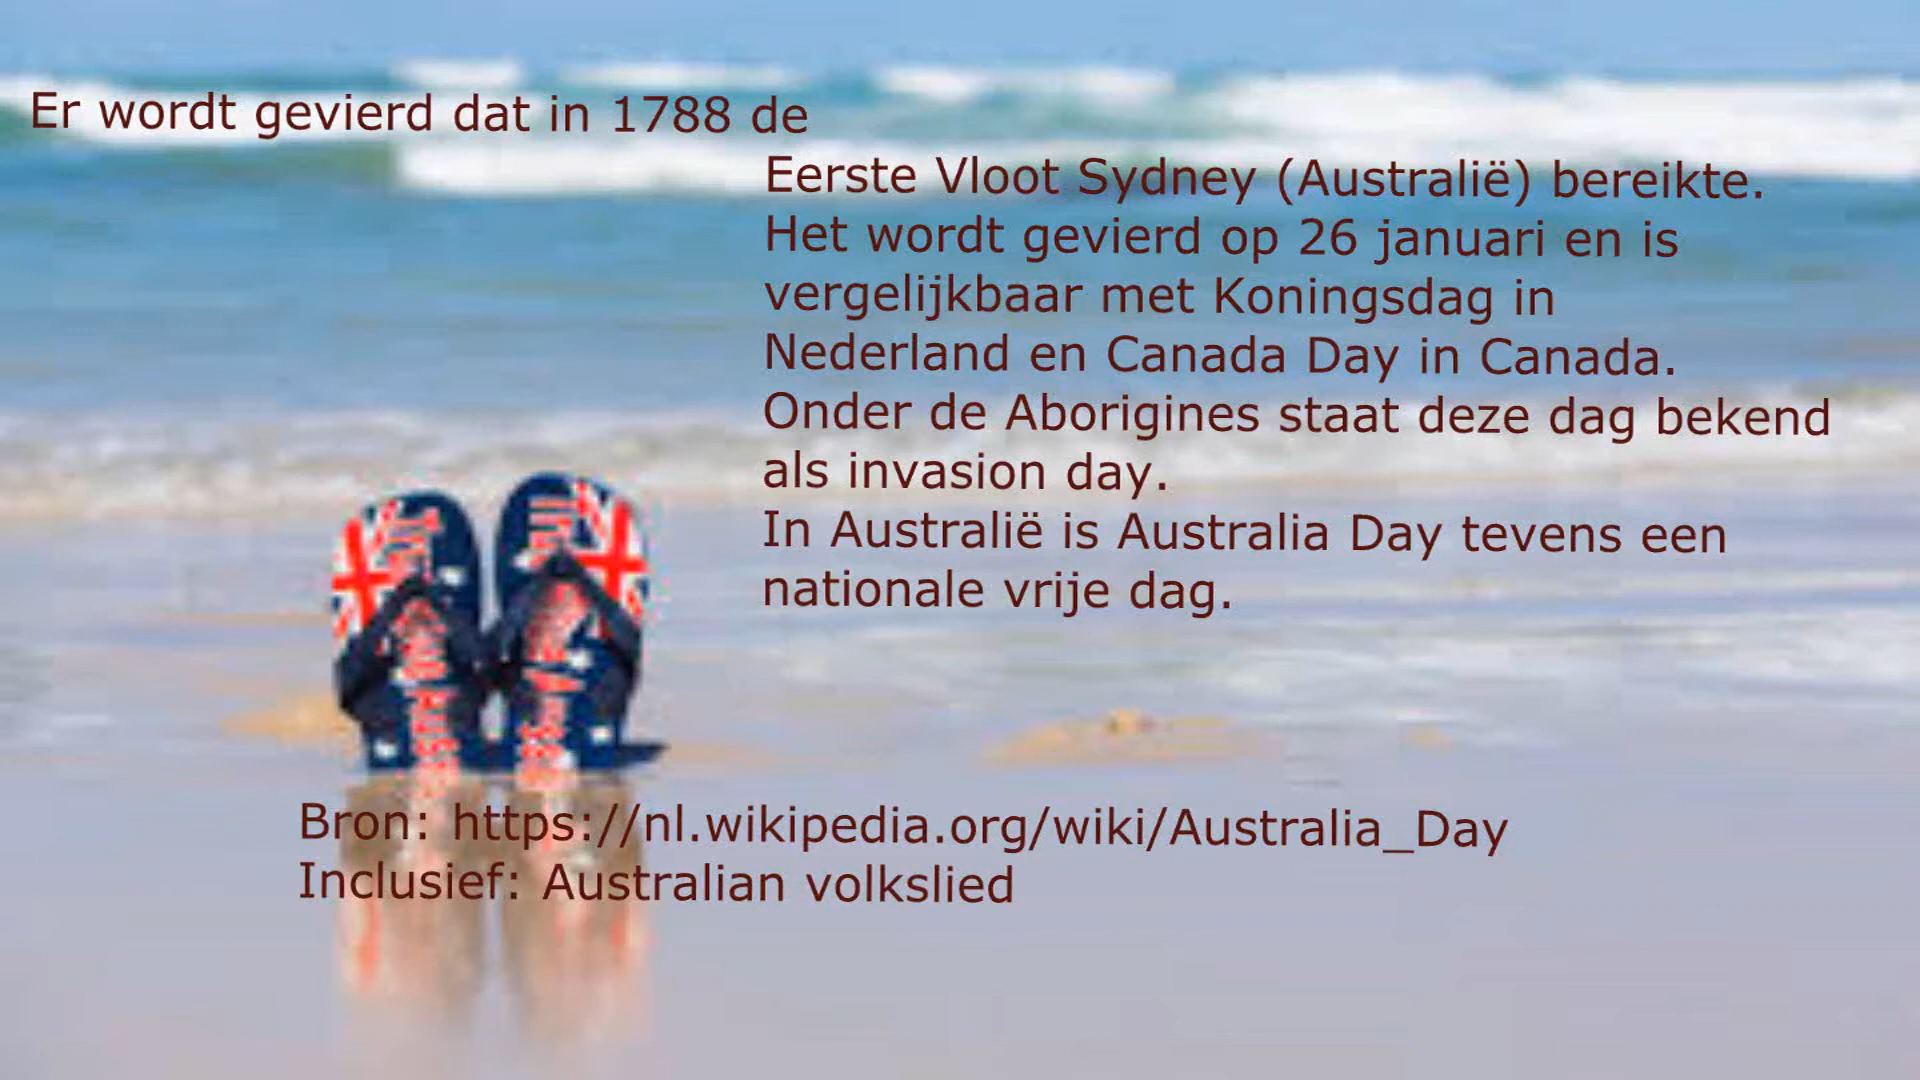 Er wordt gevierd dat in 1788 de
Eerste Vloot Sydney (Australië) bereikte.
Het wordt gevierd op 26 januari en is
vergelijkbaar met Koningsdag in
Nederland en Canada Day in Canada.
Onder de Aborigines staat deze dag bekend
als invasion day.
In Australië is Australia Day tevens een
nationale vrije dag.
Bron: https://nl.wikipedia.org/wiki/Australia_Day
Inclusief: Australian volkslied